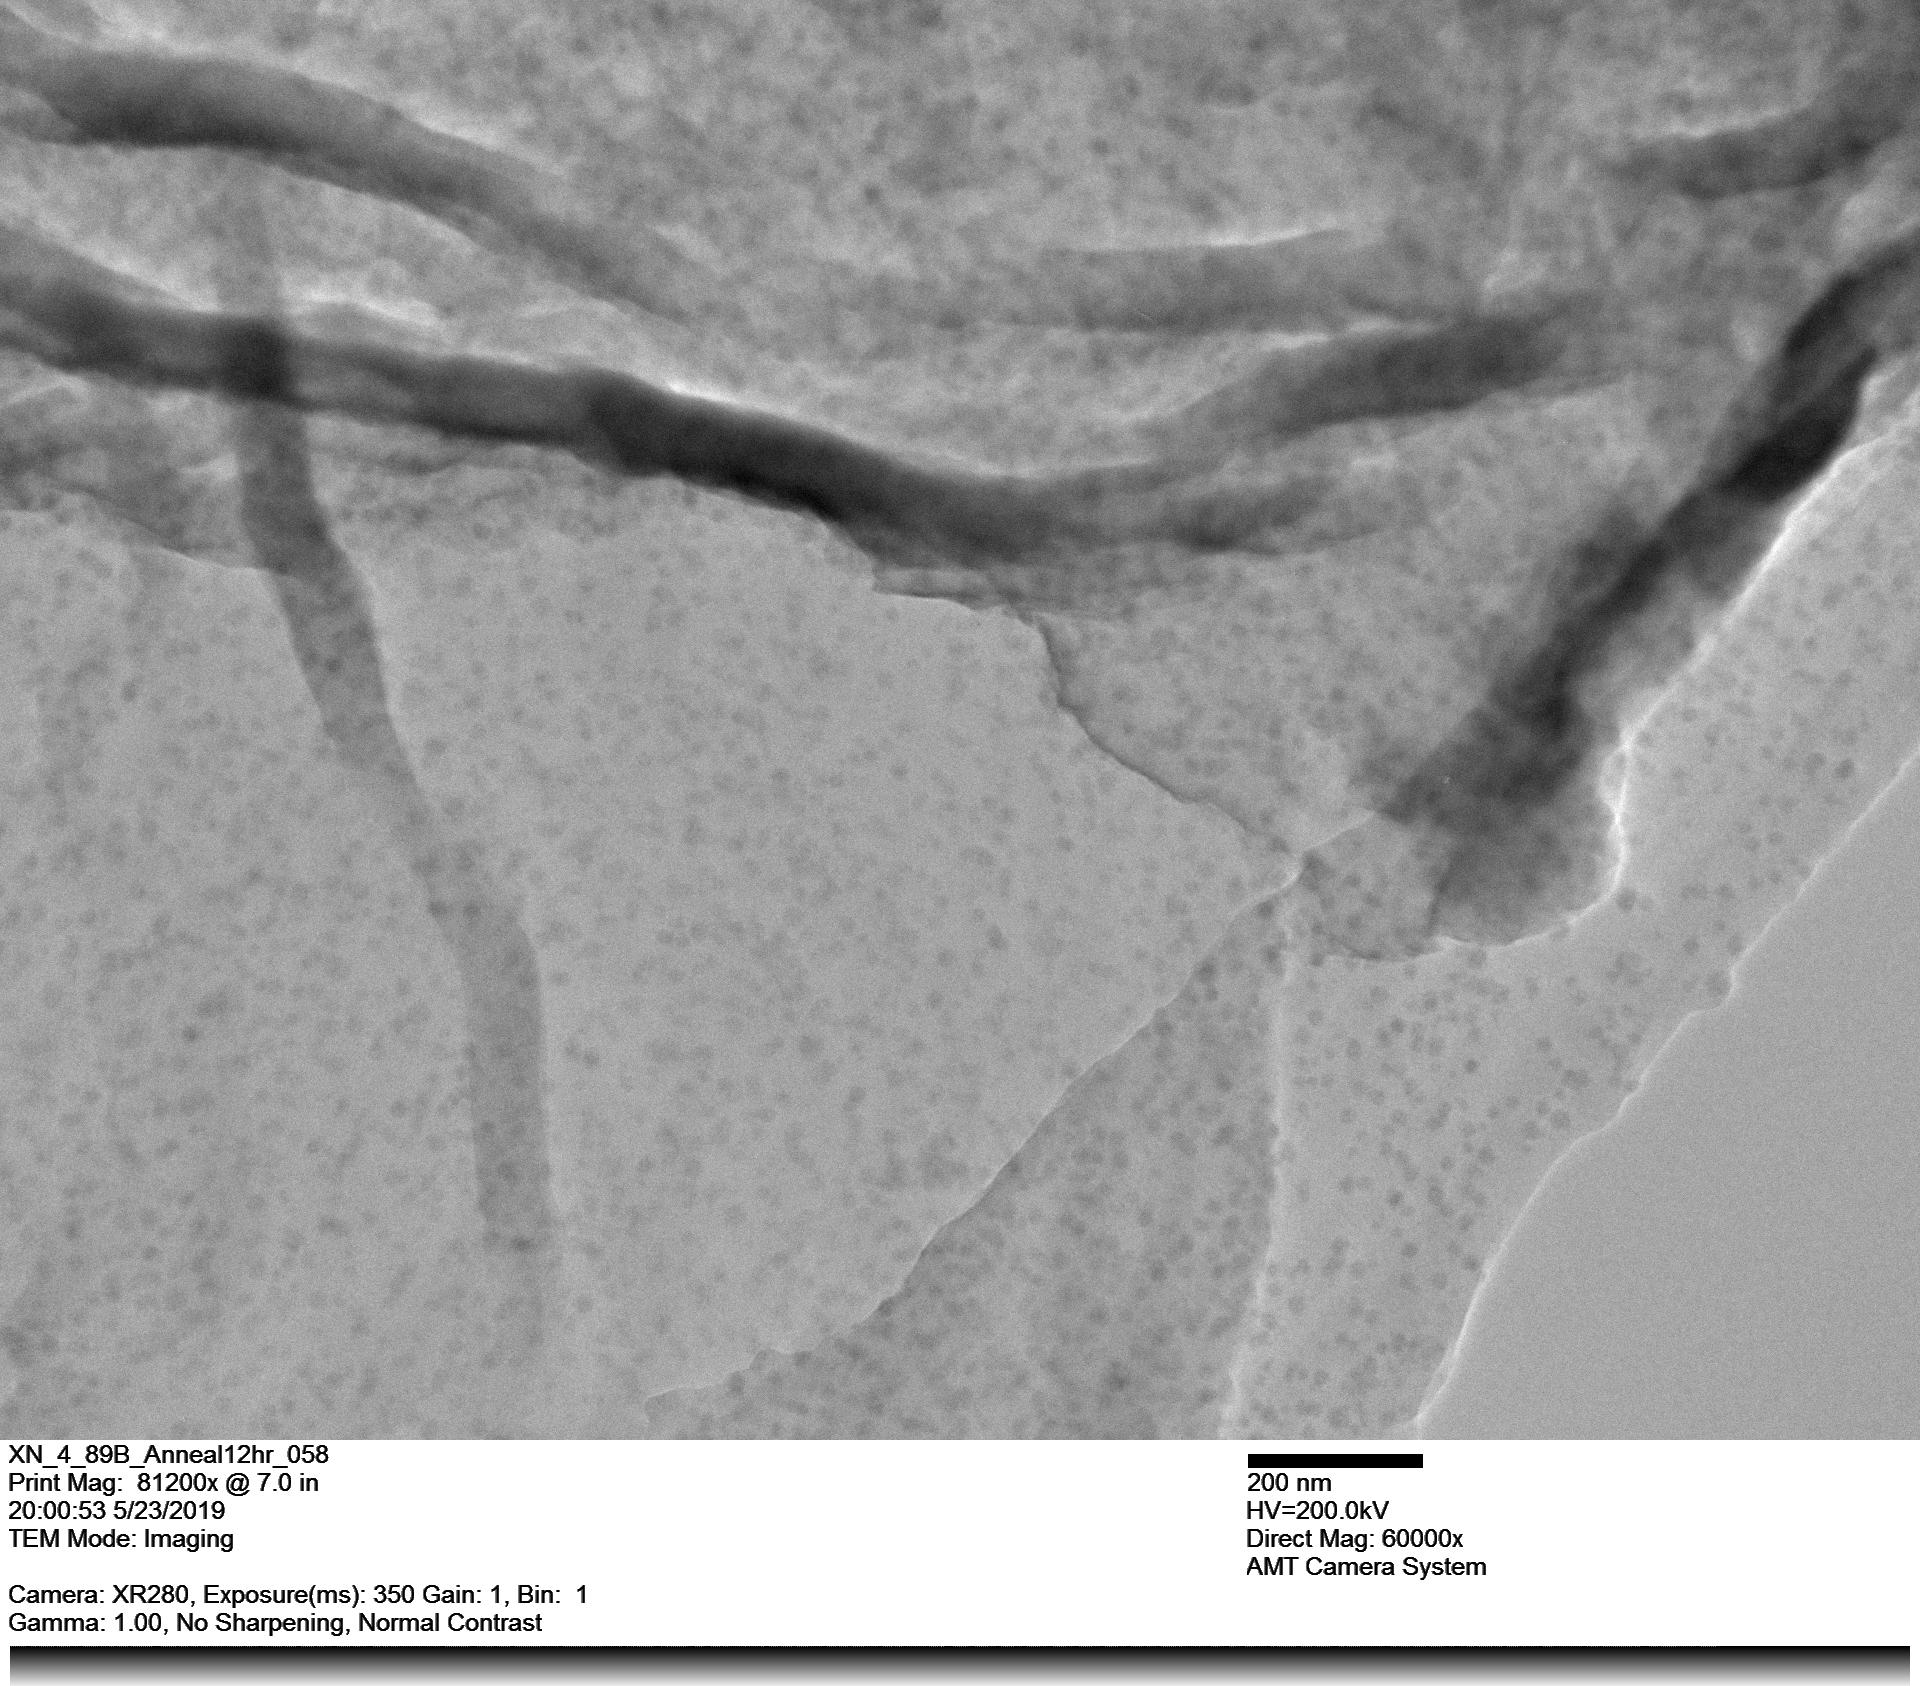 XN_4_89B_Anneal12hr_058
Print Mag:  81200x @ 7.0 in
20:00:53 5/23/2019
TEM Mode: Imaging
Camera: XR280, Exposure(ms): 350 Gain: 1, Bin:  1
Gamma: 1.00, No Sharpening, Normal Contrast
200 nm
HV=200.0kV
Direct Mag: 60000x
AMT Camera System